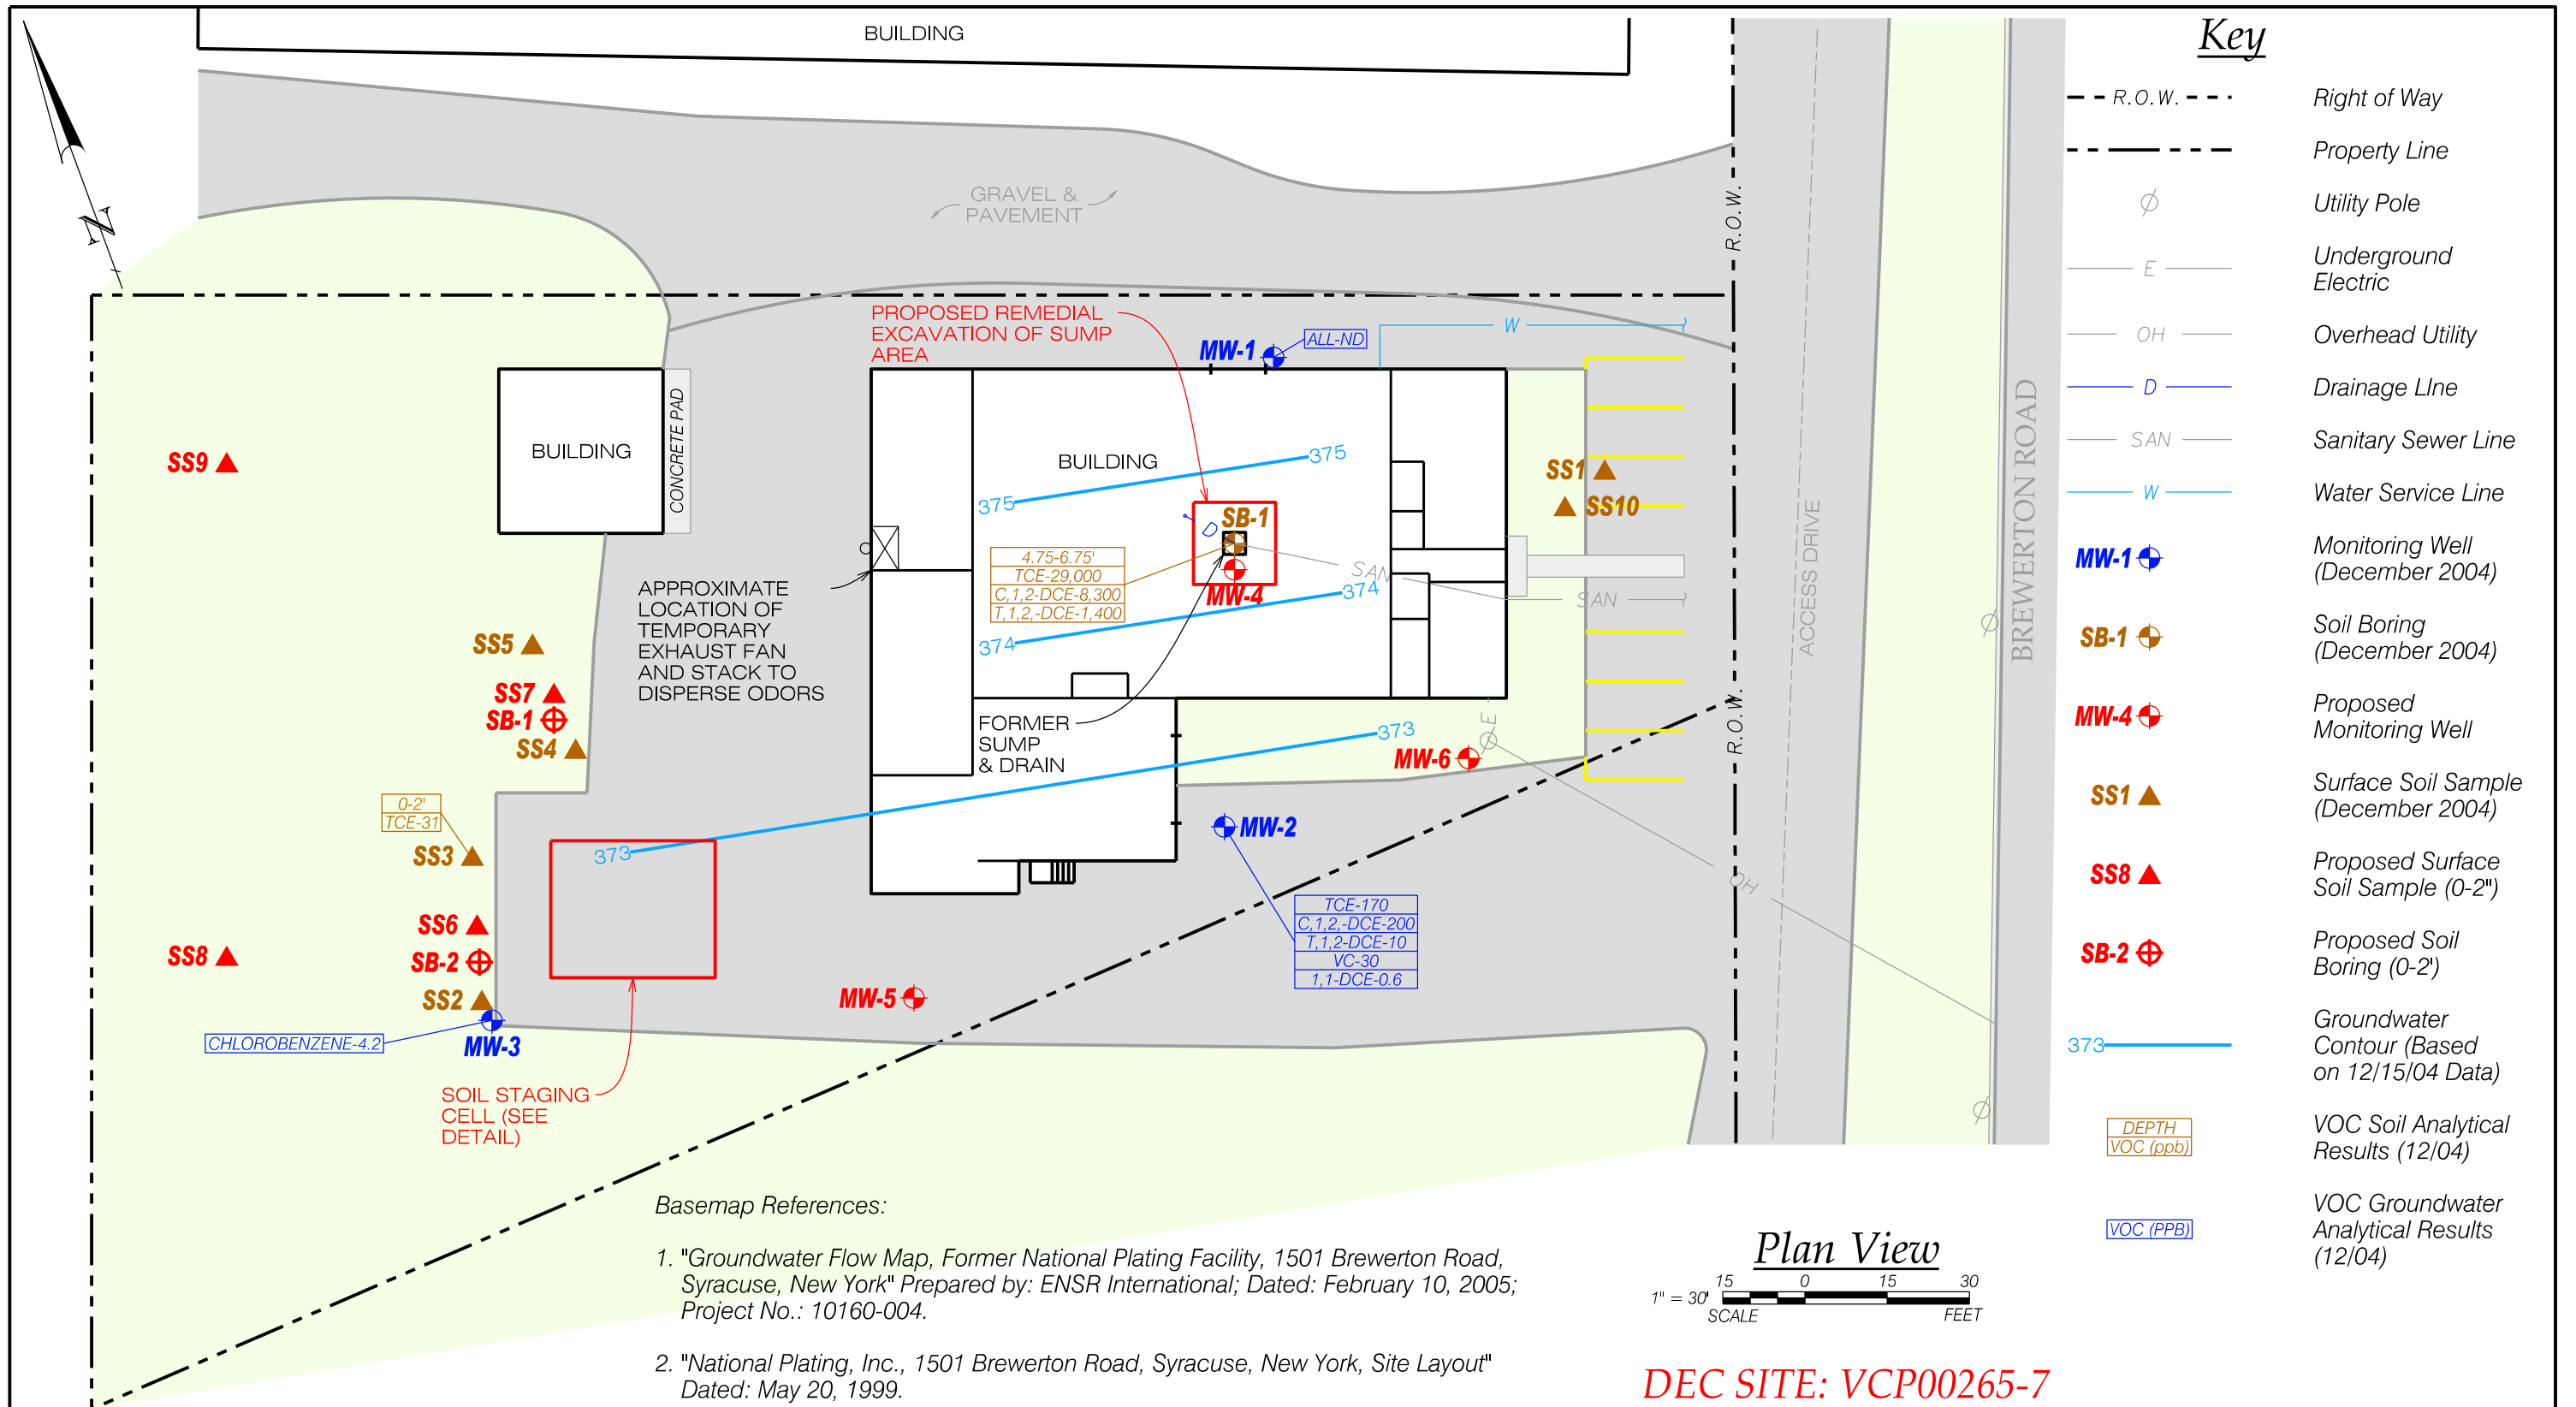 BUILDING
Key
R.O.W.
Right of Way
Property Line
Utility Pole
E
Underground
Electric
OH
Overhead Utility
D
Drainage LIne
SAN
Sanitary Sewer Line
W
Water Service Line
MW-1
Monitoring Well
(December 2004)
SB-1
Soil Boring
(December 2004)
MW-4
Proposed
Monitoring Well
SS1
Surface Soil Sample
(December 2004)
SS8
Proposed Surface
Soil Sample (0-2")
SB-2
Proposed Soil
Boring (0-2')
373
Groundwater
Contour (Based
on 12/15/04 Data)
DEPTH
VOC (ppb)
VOC Soil Analytical
Results (12/04)
VOC (PPB)
VOC Groundwater
Analytical Results
(12/04)
N
GRAVEL &
PAVEMENT
R.O.W.
PROPOSED REMEDIAL
EXCAVATION OF SUMP
AREA
MW-1
ALL-ND
W
BUILDING
CONCRETE PAD
SS9
BUILDING
375
375
SS1
SS10
SB-1
D
4.75-6.75'
TCE-29,000
C,1,2-DCE-8,300
T,1,2,-DCE-1,400
MW-4
SAN
SAN
374
374
ACCESS DRIVE
BREWERTON ROAD
APPROXIMATE
LOCATION OF
TEMPORARY
EXHAUST FAN
AND STACK TO
DISPERSE ODORS
SS5
SS7
SB-1
SS4
FORMER
SUMP
& DRAIN
E
373
373
MW-6
R.O.W.
0-2'
TCE-31
SS3
MW-2
OH
TCE-170
C,1,2,-DCE-200
T,1,2-DCE-10
VC-30
1,1-DCE-0.6
SS6
SS8
SB-2
SS2
MW-5
CHLOROBENZENE-4.2
MW-3
SOIL STAGING
CELL (SEE
DETAIL)
Basemap References:
1. "Groundwater Flow Map, Former National Plating Facility, 1501 Brewerton Road,
Syracuse, New York" Prepared by: ENSR International; Dated: February 10, 2005;
Project No.: 10160-004.
2. "National Plating, Inc., 1501 Brewerton Road, Syracuse, New York, Site Layout"
Dated: May 20, 1999.
Plan View
15 0 15 30
1" = 30'
SCALE FEET
DEC SITE: VCP00265-7